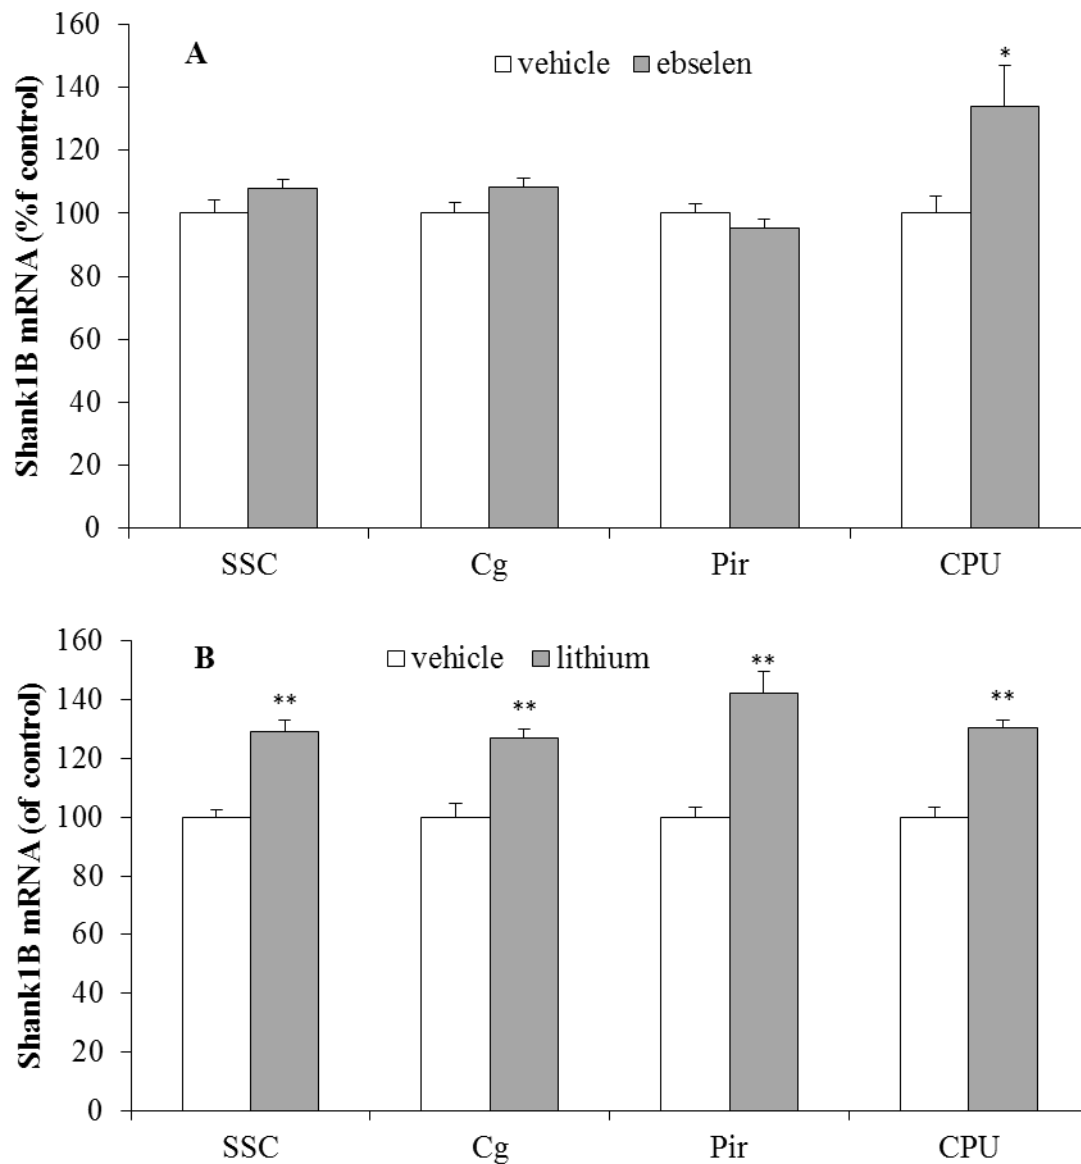 Shank1B mRNA (%f control)
160
140
120
100
80
60
40
20
0
A
vehicle ebselen
*
SSC Cg Pir CPU
Shank1B mRNA (of control)
160
140
120
100
80
60
40
20
0
B
vehicle lithium
** ** ** **
SSC Cg Pir CPU